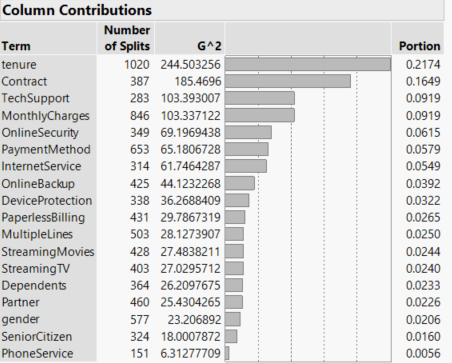 Column Contributions
Number
Term of Splits G^2 Portion
tenure 1020 244.503256 0.2174
Contract 387 185.4696 0.1649
TechSupport 283 103.393007 0.0919
MonthlyCharges 846 103.337122 0.0919
OnlineSecurity 349 69.1969438 0.0615
PaymentMethod 653 65.1806728 0.0579
InternetService 314 61.7464287 0.0549
OnlineBackup 425 44.1232268 0.0392
DeviceProtection 338 36.2688409 0.0322
PaperlessBilling 431 29.7867319 0.0265
MultipleLines 503 28.1273907 0.0250
StreamingMovies 428 27.4838211 0.0244
StreamingTV 403 27.0295712 0.0240
Dependents 364 26.2097675 0.0233
Partner 460 25.4304265 0.0226
gender 577 23.206892 0.0206
SeniorCitizen 324 18.0007872 0.0160
PhoneService 151 6.31277709 0.0056